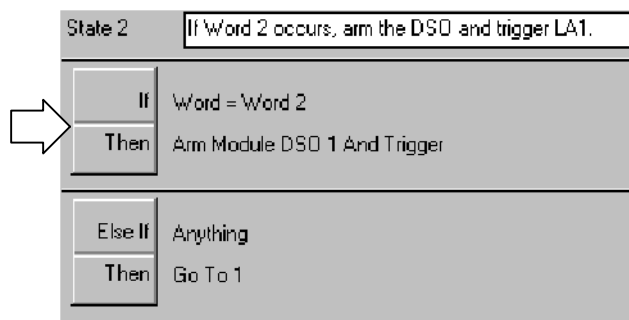 State 2 If Word 2 occurs, arm the DSO and trigger LA1.
If Word = Word 2
Then Arm Module DSO 1 And Trigger
Else If Anything
Then Go To 1